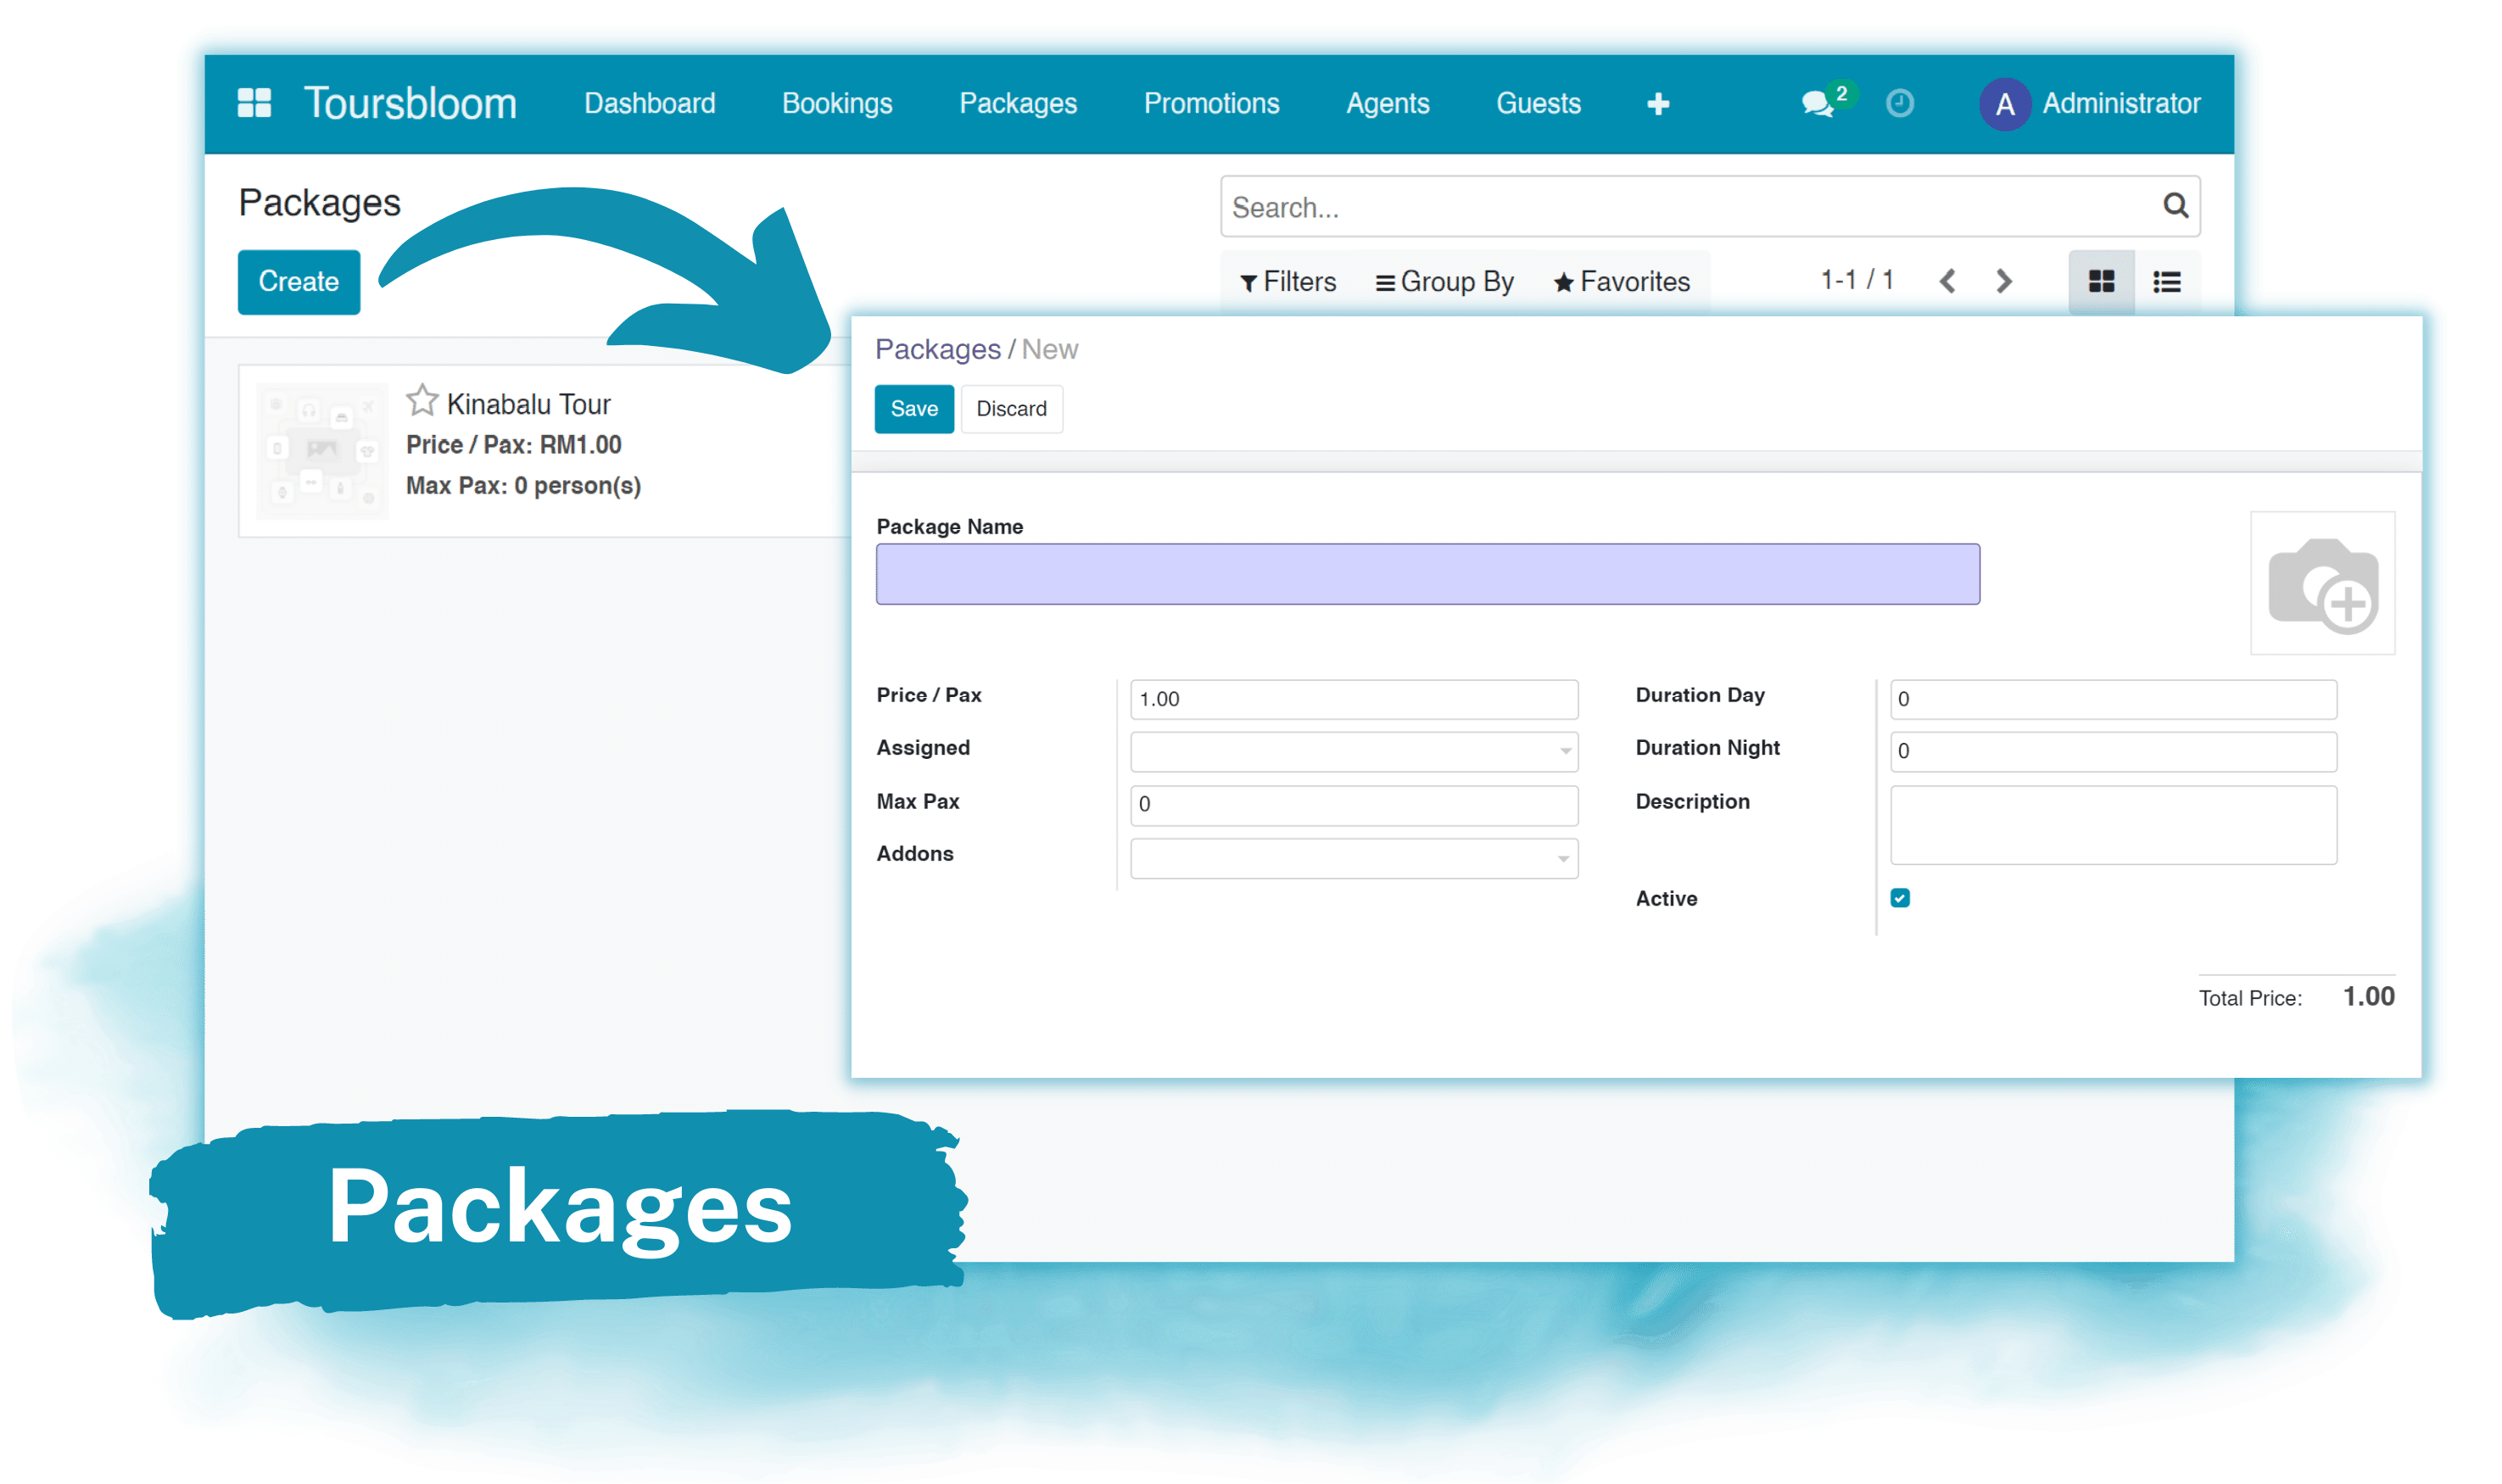 Toursbloom Dashboard Bookings Packages Promotions Agents Guests 2 A Administrator
Packages
Search...
Create
Filters Group By Favorites 1-1 / 1
Kinabalu Tour
Price / Pax: RM1.00
Max Pax: 0 person(s)
Packages / New
Save Discard
Package Name
Price / Pax 1.00
Assigned
Max Pax 0
Addons
Duration Day 0
Duration Night 0
Description
Active
Total Price: 1.00
Packages